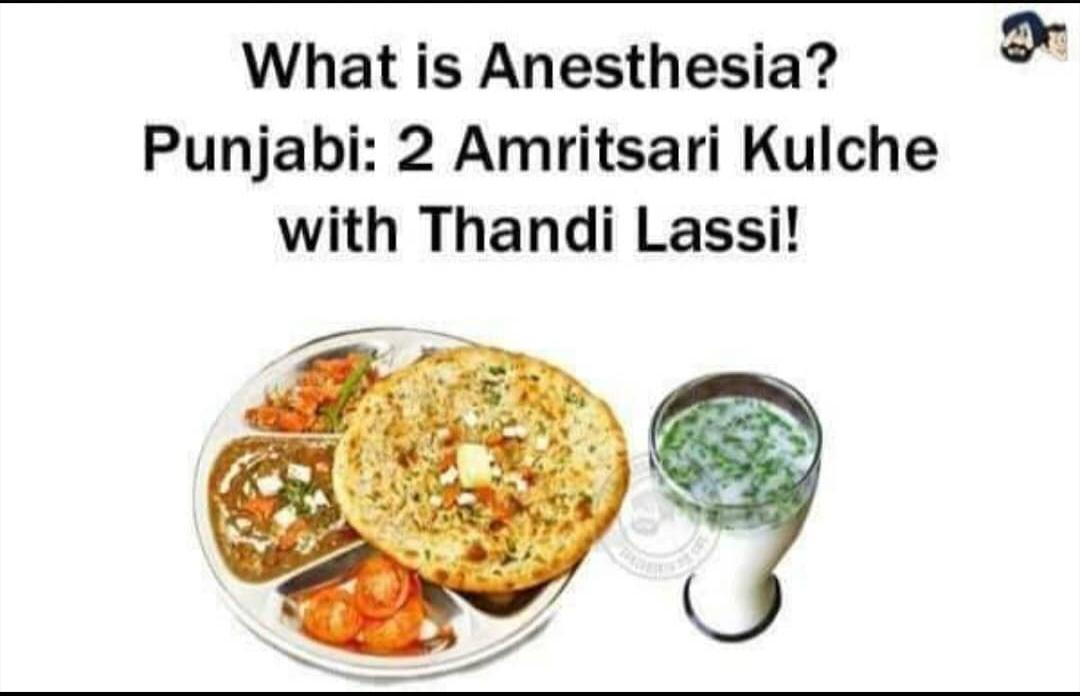 What is Anesthesia?
Punjabi: 2 Amritsari Kulche
with Thandi Lassi!